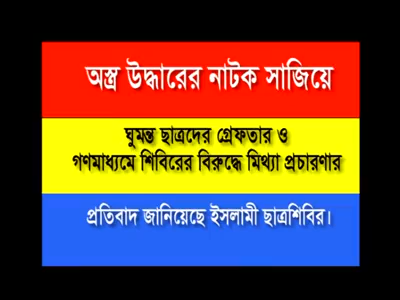 অস্ত্র উদ্ধারের নাটক সাজিয়ে
ঘুমন্ত ছাত্রদের গ্রেফতার ও
গণমাধ্যমে শিবিরের বিরুদ্ধে মিথ্যা প্রচারণার
প্রতিবাদ জানিয়েছে ইসলামী ছাত্রশিবির।